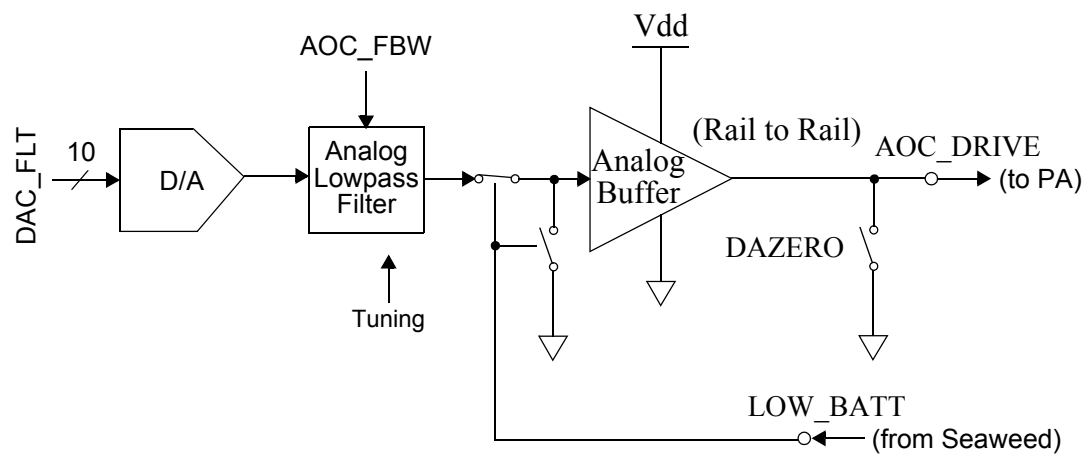 Vdd
AOC_FBW
(Rail to Rail)
DAC_FLT
10
D/A
Analog
Lowpass
Filter
Analog
Buffer
AOC_DRIVE
(to PA)
DAZERO
Tuning
LOW_BATT
(from Seaweed)